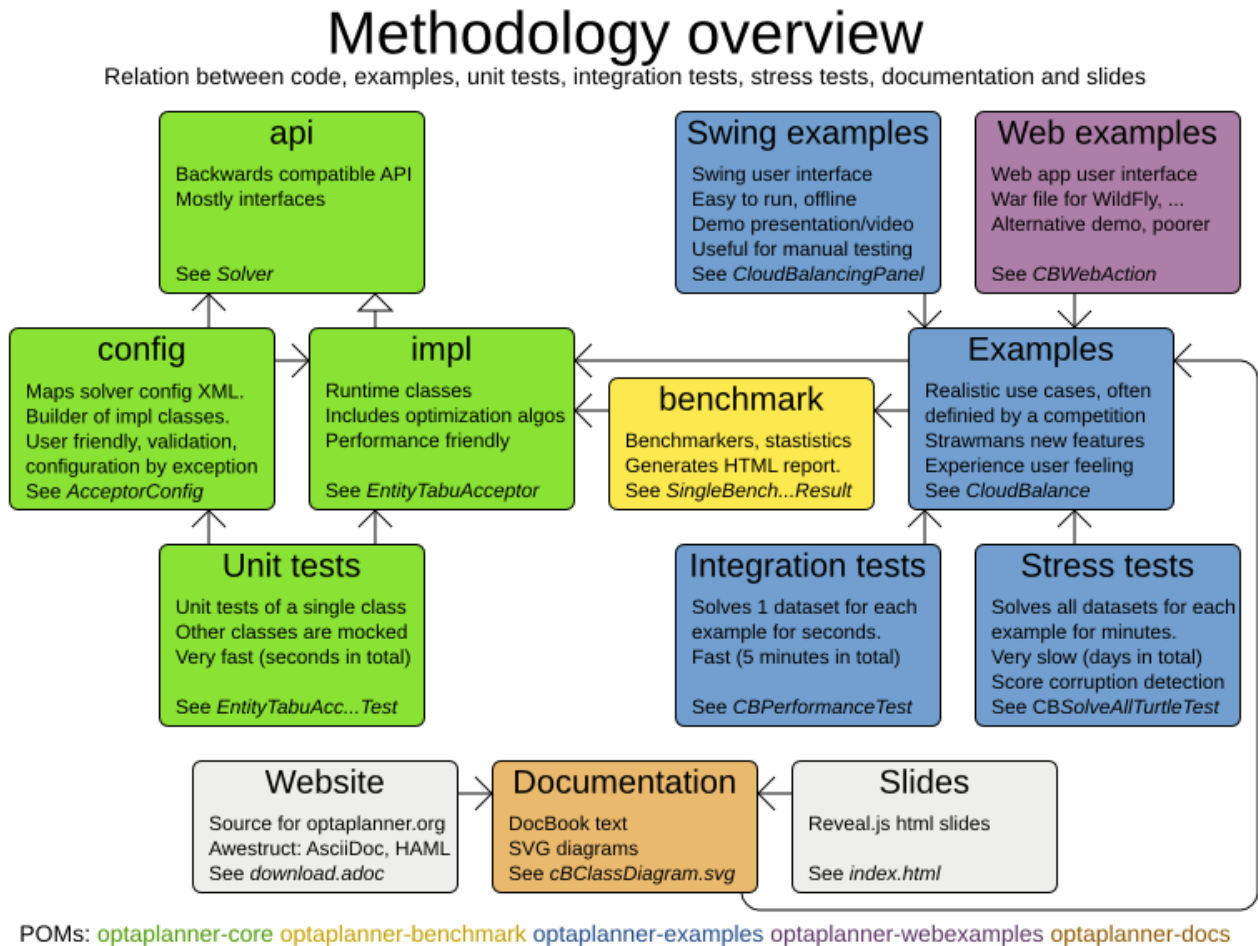 Methodology overview
Relation between code, examples, unit tests, integration tests, stress tests, documentation and slides
api
Backwards compatible API
Mostly interfaces
See Solver
Swing examples
Swing user interface
Easy to run, offline
Demo presentation/video
Useful for manual testing
See CloudBalancingPanel
Web examples
Web app user interface
War file for WildFly, ...
Alternative demo, poorer
See CBWebAction
config
Maps solver config XML.
Builder of impl classes.
User friendly, validation,
configuration by exception
See AcceptorConfig
impl
Runtime classes
Includes optimization algos
Performance friendly
See EntityTabuAcceptor
benchmark
Benchmarkers, stastistics
Generates HTML report.
See SingleBench...Result
Examples
Realistic use cases, often
definied by a competition
Strawmans new features
Experience user feeling
See CloudBalance
Unit tests
Unit tests of a single class
Other classes are mocked
Very fast (seconds in total)
See EntityTabuAcc...Test
Integration tests
Solves 1 dataset for each
example for seconds.
Fast (5 minutes in total)
See CBPerformanceTest
Stress tests
Solves all datasets for each
example for minutes.
Very slow (days in total)
Score corruption detection
See CBSolveAllTurtleTest
Website
Source for optaplanner.org
Awestruct: AsciiDoc, HAML
See download.adoc
Documentation
DocBook text
SVG diagrams
See cBClassDiagram.svg
Slides
Reveal.js html slides
See index.html
POMs: optaplanner-core optaplanner-benchmark optaplanner-examples optaplanner-webexamples optaplanner-docs